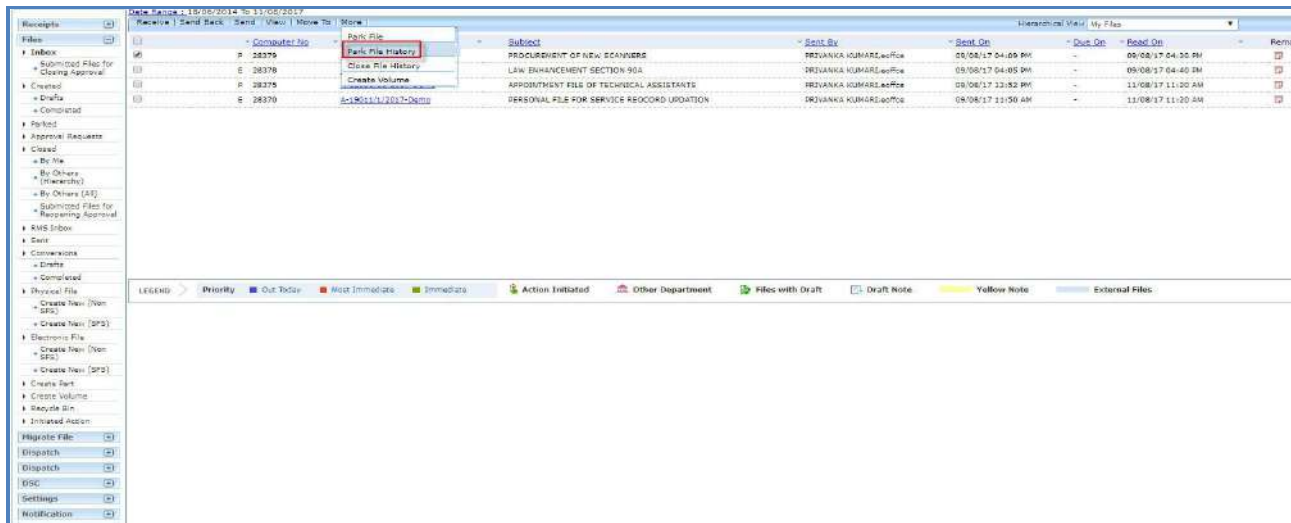 Date Range : 18/06/2014 To 11/08/2017
Receive | Send Back | Send | View | Move To | More |
Hierarchical View My Files
Computer No
Subject
Sent By
Sent On
Due On
Read On
Rema
Park File
Park File History
Close File History
Create Volume
E 28379
PROCUREMENT OF NEW SCANNERS
PRIYANKA KUMARI,eoffice
09/08/17 04:09 PM
-
09/08/17 04:30 PM
E 28378
LAW ENHANCEMENT SECTION-90A
PRIYANKA KUMARI,eoffice
09/08/17 04:05 PM
-
09/08/17 04:40 PM
E 28375
APPOINTMENT FILE OF TECHNICAL ASSISTANTS
PRIYANKA KUMARI,eoffice
09/08/17 12:52 PM
-
11/08/17 11:20 AM
E 28370
A-19011/1/2017-Demo
PERSONAL FILE FOR SERVICE REOCORD UPDATION
PRIYANKA KUMARI,eoffice
09/08/17 11:50 AM
-
11/08/17 11:20 AM
Receipts
Files
Inbox
Submitted Files for
Closing Approval
Created
Drafts
Completed
Parked
Approval Requests
Closed
By Me
By Others
(Hierarchy)
By Others (All)
Submitted Files for
Reopening Approval
RMS Inbox
Sent
Conversions
Drafts
Completed
Physical File
Create New (Non
SFS)
Create New (SFS)
Electronic File
Create New (Non
SFS)
Create New (SFS)
Create Part
Create Volume
Recycle Bin
Initiated Action
Migrate File
Dispatch
Dispatch
DSC
Settings
Notification
LEGEND
Priority
Out Today
Most Immediate
Immediate
Action Initiated
Other Department
Files with Draft
Draft Note
Yellow Note
External Files